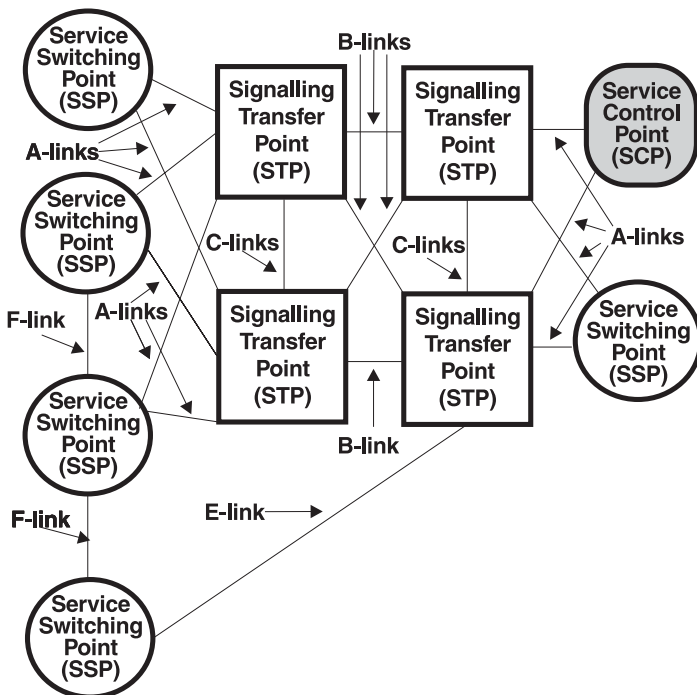 Service
Switching
Point
(SSP)
B-links
Signalling
Transfer
Point
(STP)
Signalling
Transfer
Point
(STP)
Service
Control
Point
(SCP)
A-links
Service
Switching
Point
(SSP)
C-links
C-links
A-links
F-link
A-links
Signalling
Transfer
Point
(STP)
Signalling
Transfer
Point
(STP)
Service
Switching
Point
(SSP)
Service
Switching
Point
(SSP)
B-link
F-link
E-link
Service
Switching
Point
(SSP)